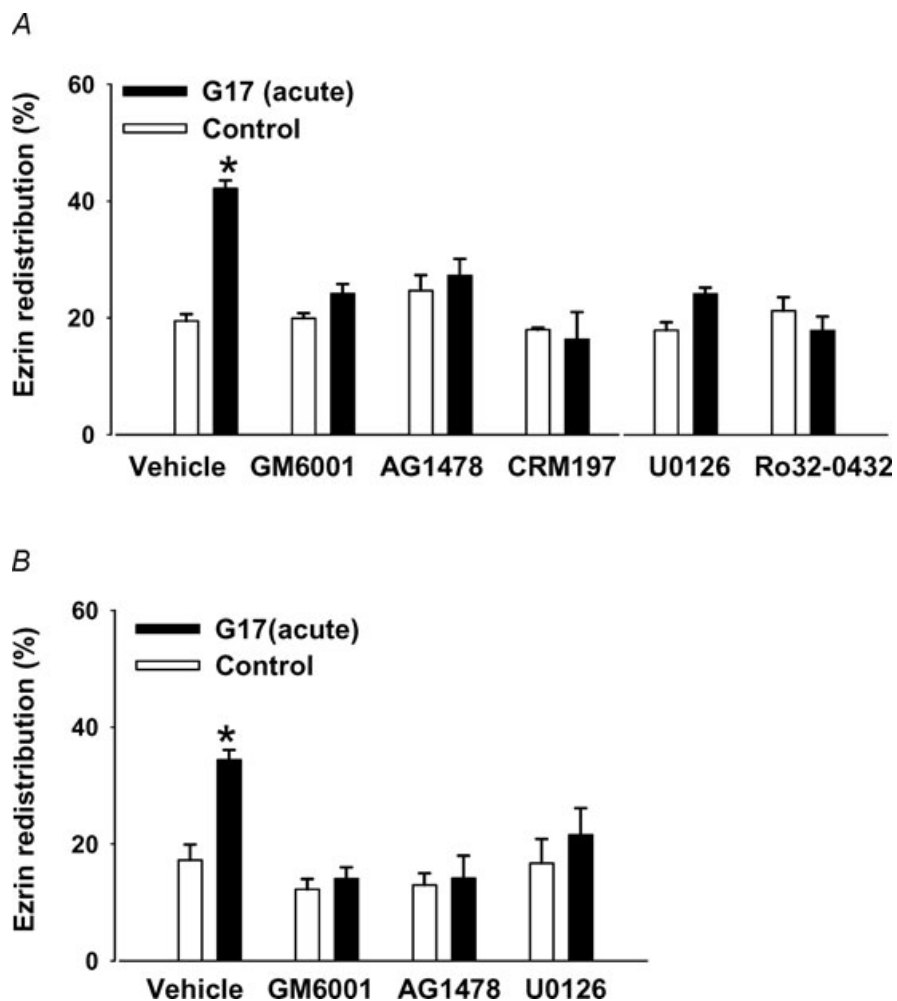 A
Ezrin redistribution (%)
60
40
20
0
G17 (acute)
Control
*
Vehicle GM6001 AG1478 CRM197 U0126 Ro32-0432
B
Ezrin redistribution (%)
60
40
20
0
G17(acute)
Control
*
Vehicle GM6001 AG1478 U0126